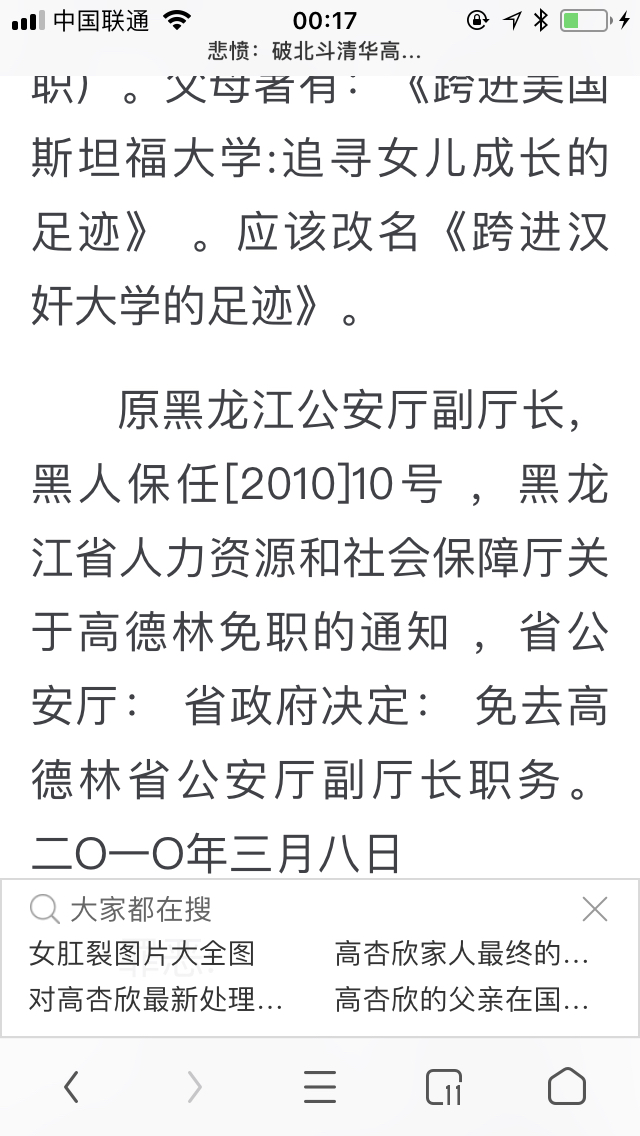 中国联通 00:17
悲愤：破北斗清华高...
职）。父母著有：《跨进美国
斯坦福大学:追寻女儿成长的
足迹》 。应该改名《跨进汉
奸大学的足迹》。
原黑龙江公安厅副厅长，
黑人保任[2010]10号 ，黑龙
江省人力资源和社会保障厅关
于高德林免职的通知 ，省公
安厅： 省政府决定： 免去高
德林省公安厅副厅长职务。
二〇一〇年三月八日
大家都在搜
女肛裂图片大全图 高杏欣家人最终的...
对高杏欣最新处理... 高杏欣的父亲在国...
11